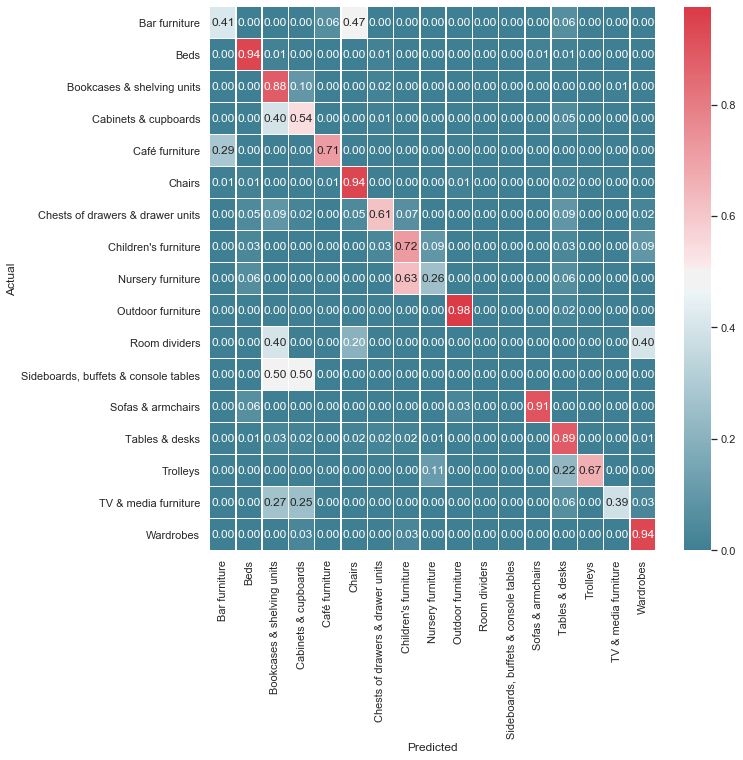 Bar furniture 0.41 0.00 0.00 0.00 0.06 0.47 0.00 0.00 0.00 0.00 0.00 0.00 0.00 0.06 0.00 0.00 0.00
Beds 0.00 0.94 0.01 0.00 0.00 0.00 0.01 0.00 0.00 0.00 0.00 0.00 0.01 0.01 0.00 0.00 0.00
Bookcases & shelving units 0.00 0.00 0.88 0.10 0.00 0.00 0.02 0.00 0.00 0.00 0.00 0.00 0.00 0.00 0.00 0.01 0.00
Cabinets & cupboards 0.00 0.00 0.40 0.54 0.00 0.00 0.01 0.00 0.00 0.00 0.00 0.00 0.00 0.05 0.00 0.00 0.00
Café furniture 0.29 0.00 0.00 0.00 0.71 0.00 0.00 0.00 0.00 0.00 0.00 0.00 0.00 0.00 0.00 0.00 0.00
Chairs 0.01 0.01 0.00 0.00 0.01 0.94 0.00 0.00 0.00 0.01 0.00 0.00 0.00 0.02 0.00 0.00 0.00
Chests of drawers & drawer units 0.00 0.05 0.09 0.02 0.00 0.05 0.61 0.07 0.00 0.00 0.00 0.00 0.00 0.09 0.00 0.00 0.02
Children's furniture 0.00 0.03 0.00 0.00 0.00 0.00 0.03 0.72 0.09 0.00 0.00 0.00 0.00 0.03 0.00 0.00 0.09
Nursery furniture 0.00 0.06 0.00 0.00 0.00 0.00 0.00 0.63 0.26 0.00 0.00 0.00 0.00 0.06 0.00 0.00 0.00
Outdoor furniture 0.00 0.00 0.00 0.00 0.00 0.00 0.00 0.00 0.00 0.98 0.00 0.00 0.00 0.02 0.00 0.00 0.00
Room dividers 0.00 0.00 0.40 0.00 0.00 0.20 0.00 0.00 0.00 0.00 0.00 0.00 0.00 0.00 0.00 0.00 0.40
Sideboards, buffets & console tables 0.00 0.00 0.50 0.50 0.00 0.00 0.00 0.00 0.00 0.00 0.00 0.00 0.00 0.00 0.00 0.00 0.00
Sofas & armchairs 0.00 0.06 0.00 0.00 0.00 0.00 0.00 0.00 0.00 0.03 0.00 0.00 0.91 0.00 0.00 0.00 0.00
Tables & desks 0.00 0.01 0.03 0.02 0.00 0.02 0.02 0.02 0.01 0.00 0.00 0.00 0.00 0.89 0.00 0.00 0.01
Trolleys 0.00 0.00 0.00 0.00 0.00 0.00 0.00 0.00 0.11 0.00 0.00 0.00 0.00 0.22 0.67 0.00 0.00
TV & media furniture 0.00 0.00 0.27 0.25 0.00 0.00 0.00 0.00 0.00 0.00 0.00 0.00 0.00 0.06 0.00 0.39 0.03
Wardrobes 0.00 0.00 0.00 0.03 0.00 0.00 0.00 0.03 0.00 0.00 0.00 0.00 0.00 0.00 0.00 0.00 0.94
Actual
Bar furniture
Beds
Bookcases & shelving units
Cabinets & cupboards
Café furniture
Chairs
Chests of drawers & drawer units
Children's furniture
Nursery furniture
Outdoor furniture
Room dividers
Sideboards, buffets & console tables
Sofas & armchairs
Tables & desks
Trolleys
TV & media furniture
Wardrobes
Predicted
0.8
0.6
0.4
0.2
0.0